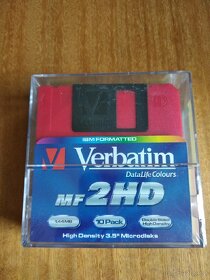 IBM FORMATTED
Verbatim
DataLife Colours
MF 2HD
1.44MB
10 Pack
Double Sided
High Density
High Density 3.5" Microdisks